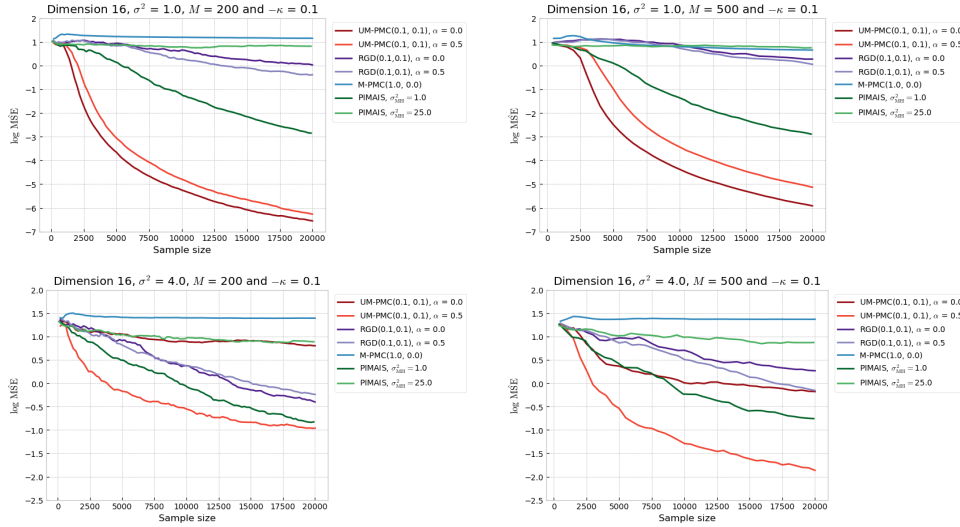 Dimension 16, σ² = 1.0, M = 200 and −κ = 0.1
2
1
0
−1
−2
−3
−4
−5
−6
−7
log MSE
0 2500 5000 7500 10000 12500 15000 17500 20000
Sample size
UM-PMC(0.1, 0.1), α = 0.0
UM-PMC(0.1, 0.1), α = 0.5
RGD(0.1,0.1), α = 0.0
RGD(0.1,0.1), α = 0.5
M-PMC(1.0, 0.0)
PIMAIS, σ²_MH = 1.0
PIMAIS, σ²_MH = 25.0
Dimension 16, σ² = 1.0, M = 500 and −κ = 0.1
2
1
0
−1
−2
−3
−4
−5
−6
−7
log MSE
0 2500 5000 7500 10000 12500 15000 17500 20000
Sample size
UM-PMC(0.1, 0.1), α = 0.0
UM-PMC(0.1, 0.1), α = 0.5
RGD(0.1,0.1), α = 0.0
RGD(0.1,0.1), α = 0.5
M-PMC(1.0, 0.0)
PIMAIS, σ²_MH = 1.0
PIMAIS, σ²_MH = 25.0
Dimension 16, σ² = 4.0, M = 200 and −κ = 0.1
2.0
1.5
1.0
0.5
0.0
−0.5
−1.0
−1.5
−2.0
−2.5
log MSE
0 2500 5000 7500 10000 12500 15000 17500 20000
Sample size
UM-PMC(0.1, 0.1), α = 0.0
UM-PMC(0.1, 0.1), α = 0.5
RGD(0.1,0.1), α = 0.0
RGD(0.1,0.1), α = 0.5
M-PMC(1.0, 0.0)
PIMAIS, σ²_MH = 1.0
PIMAIS, σ²_MH = 25.0
Dimension 16, σ² = 4.0, M = 500 and −κ = 0.1
2.0
1.5
1.0
0.5
0.0
−0.5
−1.0
−1.5
−2.0
−2.5
log MSE
0 2500 5000 7500 10000 12500 15000 17500 20000
Sample size
UM-PMC(0.1, 0.1), α = 0.0
UM-PMC(0.1, 0.1), α = 0.5
RGD(0.1,0.1), α = 0.0
RGD(0.1,0.1), α = 0.5
M-PMC(1.0, 0.0)
PIMAIS, σ²_MH = 1.0
PIMAIS, σ²_MH = 25.0